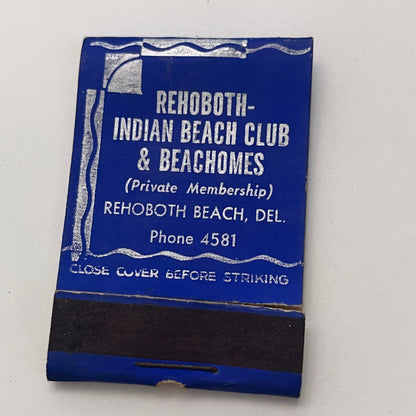 REHOBOTH-
INDIAN BEACH CLUB
& BEACHOMES
(Private Membership)
REHOBOTH BEACH, DEL.
Phone 4581
CLOSE COVER BEFORE STRIKING